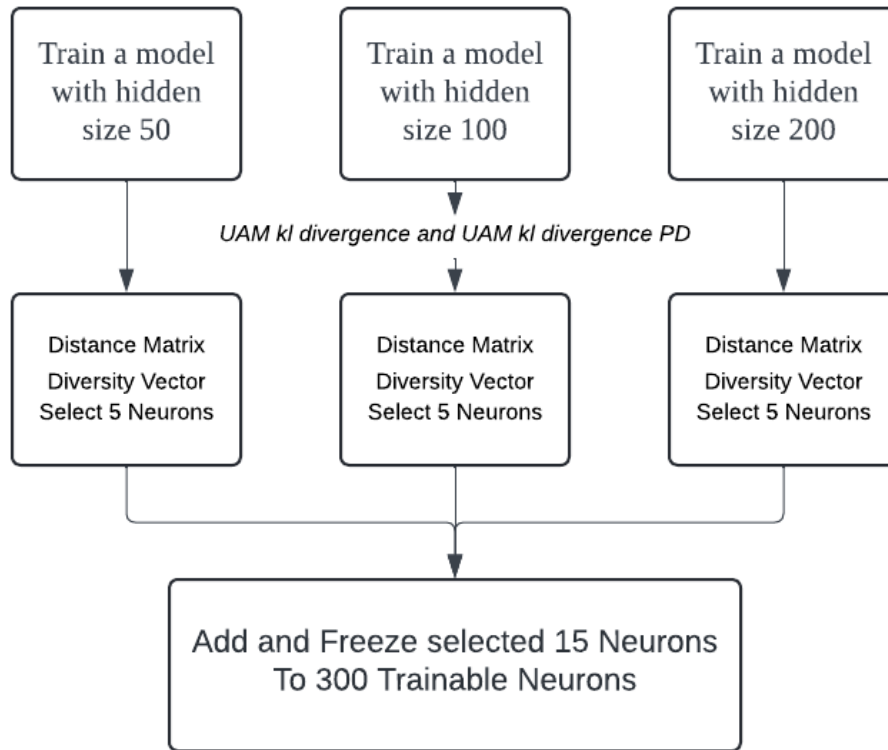 Train a model
with hidden
size 50
Train a model
with hidden
size 100
Train a model
with hidden
size 200
UAM kl divergence and UAM kl divergence PD
Distance Matrix
Diversity Vector
Select 5 Neurons
Distance Matrix
Diversity Vector
Select 5 Neurons
Distance Matrix
Diversity Vector
Select 5 Neurons
Add and Freeze selected 15 Neurons
To 300 Trainable Neurons